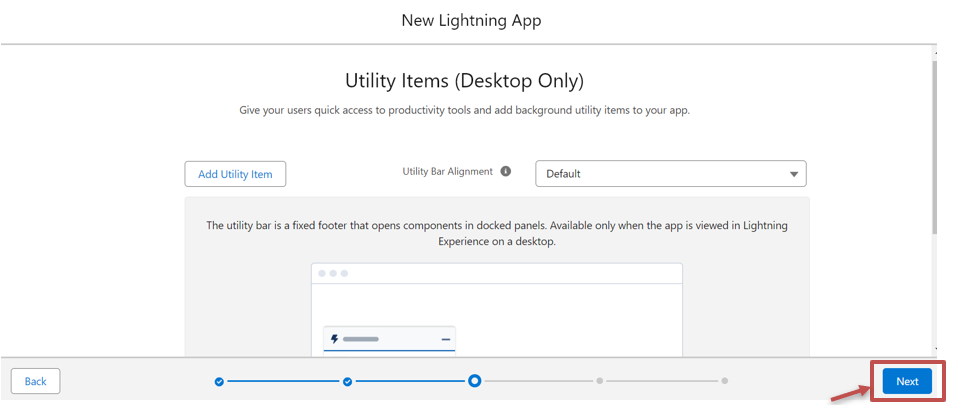 New Lightning App
Utility Items (Desktop Only)
Give your users quick access to productivity tools and add background utility items to your app.
Add Utility Item
Utility Bar Alignment
Default
The utility bar is a fixed footer that opens components in docked panels. Available only when the app is viewed in Lightning
Experience on a desktop.
Back
Next